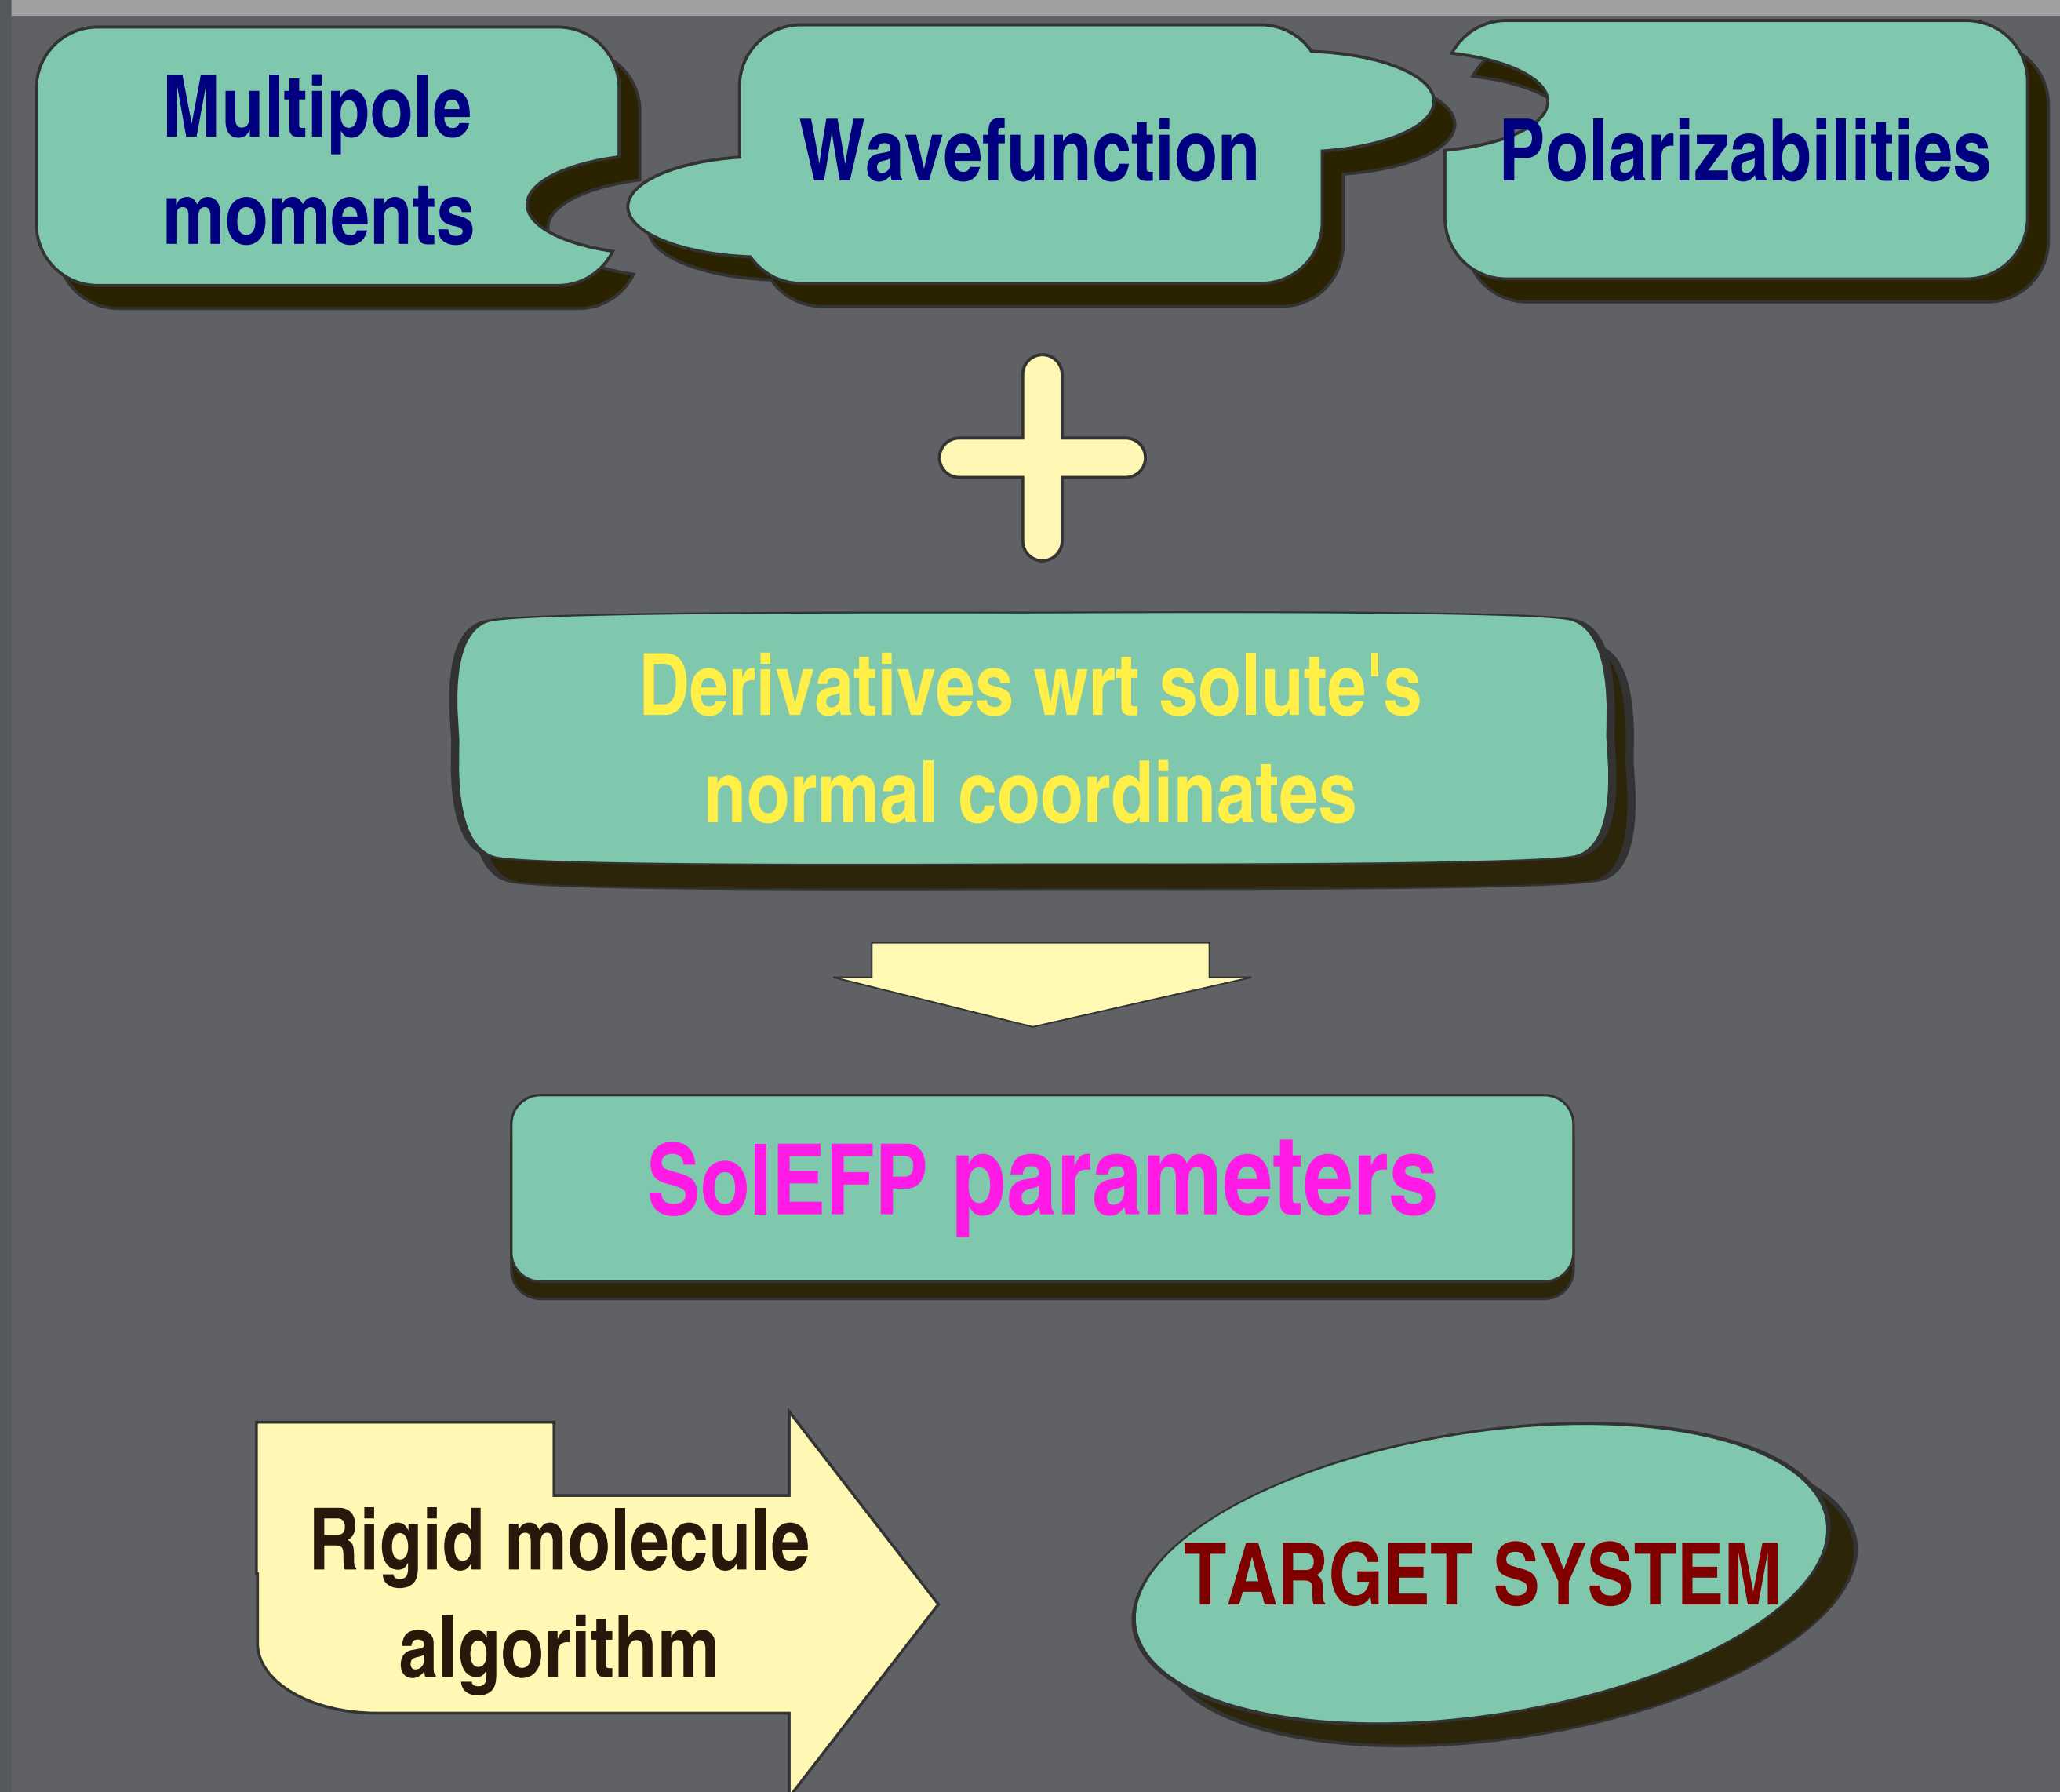 Multipole
moments
Wavefunction
Polarizabilities
Derivatives wrt solute's
normal coordinates
SolEFP parameters
Rigid molecule
algorithm
TARGET SYSTEM